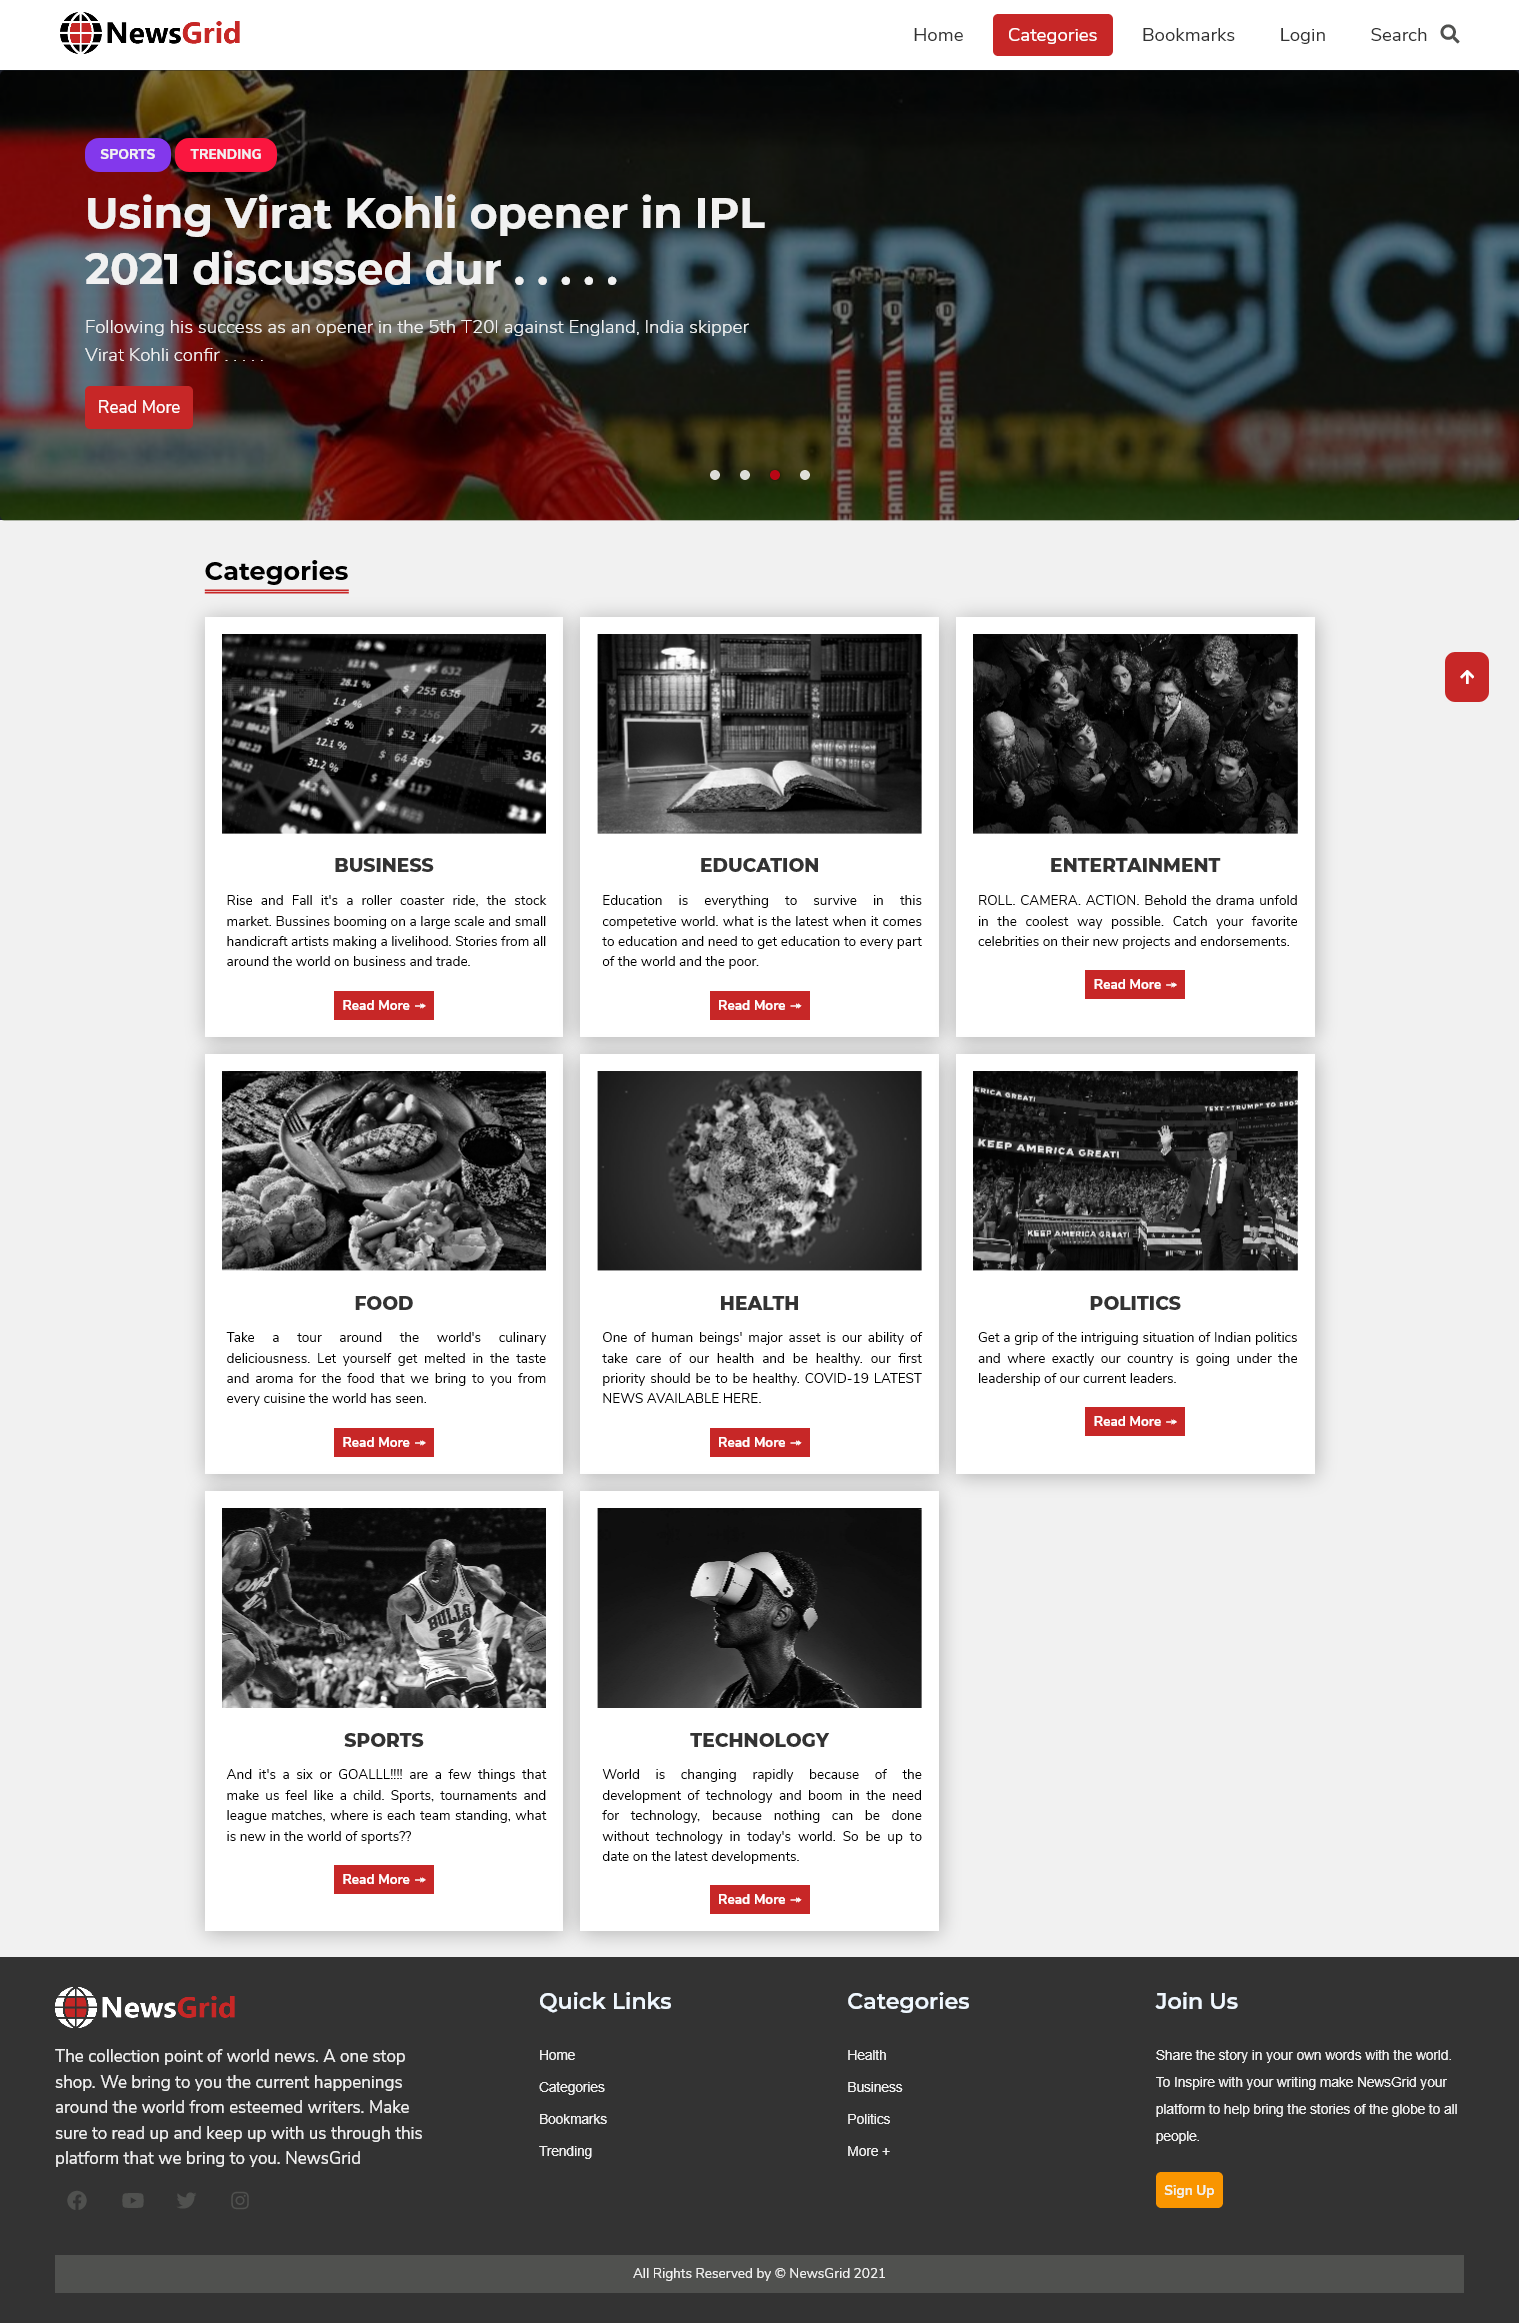 NewsGrid
Home Categories Bookmarks Login Search
SPORTS TRENDING
Using Virat Kohli opener in IPL
2021 discussed dur . . . . .
Following his success as an opener in the 5th T20I against England, India skipper
Virat Kohli confir . . . . .
Read More
CRED
MPL
DREAM11 DREAM11 DREAM11
ALTROZ ALTROZ
Categories
BUSINESS
Rise and Fall it's a roller coaster ride, the stock
market. Bussines booming on a large scale and small
handicraft artists making a livelihood. Stories from all
around the world on business and trade.
Read More ➛
EDUCATION
Education is everything to survive in this
competetive world. what is the latest when it comes
to education and need to get education to every part
of the world and the poor.
Read More ➛
ENTERTAINMENT
ROLL. CAMERA. ACTION. Behold the drama unfold
in the coolest way possible. Catch your favorite
celebrities on their new projects and endorsements.
Read More ➛
FOOD
Take a tour around the world's culinary
deliciousness. Let yourself get melted in the taste
and aroma for the food that we bring to you from
every cuisine the world has seen.
Read More ➛
HEALTH
One of human beings' major asset is our ability of
take care of our health and be healthy. our first
priority should be to be healthy. COVID-19 LATEST
NEWS AVAILABLE HERE.
Read More ➛
KEEP AMERICA GREAT!
KEEP AMERICA GREAT!
POLITICS
Get a grip of the intriguing situation of Indian politics
and where exactly our country is going under the
leadership of our current leaders.
Read More ➛
BULLS
SPORTS
And it's a six or GOALLL!!!! are a few things that
make us feel like a child. Sports, tournaments and
league matches, where is each team standing, what
is new in the world of sports??
Read More ➛
TECHNOLOGY
World is changing rapidly because of the
development of technology and boom in the need
for technology, because nothing can be done
without technology in today's world. So be up to
date on the latest developments.
Read More ➛
NewsGrid
The collection point of world news. A one stop
shop. We bring to you the current happenings
around the world from esteemed writers. Make
sure to read up and keep up with us through this
platform that we bring to you. NewsGrid
Quick Links
Home
Categories
Bookmarks
Trending
Categories
Health
Business
Politics
More +
Join Us
Share the story in your own words with the world.
To Inspire with your writing make NewsGrid your
platform to help bring the stories of the globe to all
people.
Sign Up
All Rights Reserved by © NewsGrid 2021